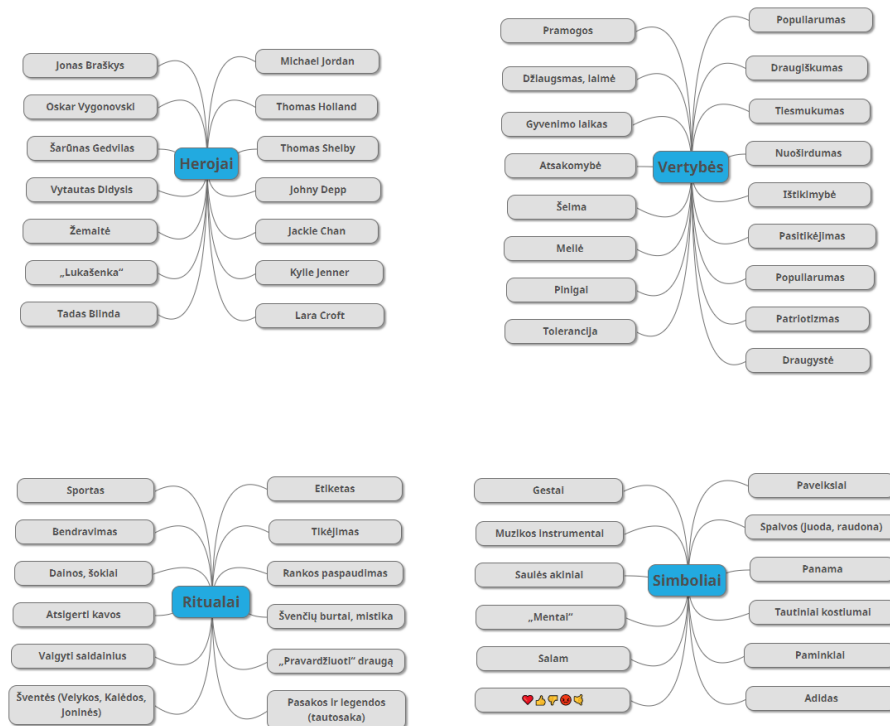 Jonas Braškys
Oskar Vygonovski
Šarūnas Gedvilas
Vytautas Didysis
Žemaitė
„Lukašenka“
Tadas Blinda
Herojai
Michael Jordan
Thomas Holland
Thomas Shelby
Johny Depp
Jackie Chan
Kylie Jenner
Lara Croft
Pramogos
Džiaugsmas, laimė
Gyvenimo laikas
Atsakomybė
Šeima
Meilė
Pinigai
Tolerancija
Vertybės
Populiarumas
Draugiškumas
Tiesmukumas
Nuoširdumas
Ištikimybė
Pasitikėjimas
Populiarumas
Patriotizmas
Draugystė
Sportas
Bendravimas
Dainos, šokiai
Atsigerti kavos
Valgyti saldainius
Šventės (Velykos, Kalėdos,
Joninės)
Ritualai
Etiketas
Tikėjimas
Rankos paspaudimas
Švenčių burtai, mistika
„Pravardžiuoti“ draugą
Pasakos ir legendos
(tautosaka)
Gestai
Muzikos instrumentai
Saulės akiniai
„Mentai“
Salam
Simboliai
Paveikslai
Spalvos (juoda, raudona)
Panama
Tautiniai kostiumai
Paminklai
Adidas